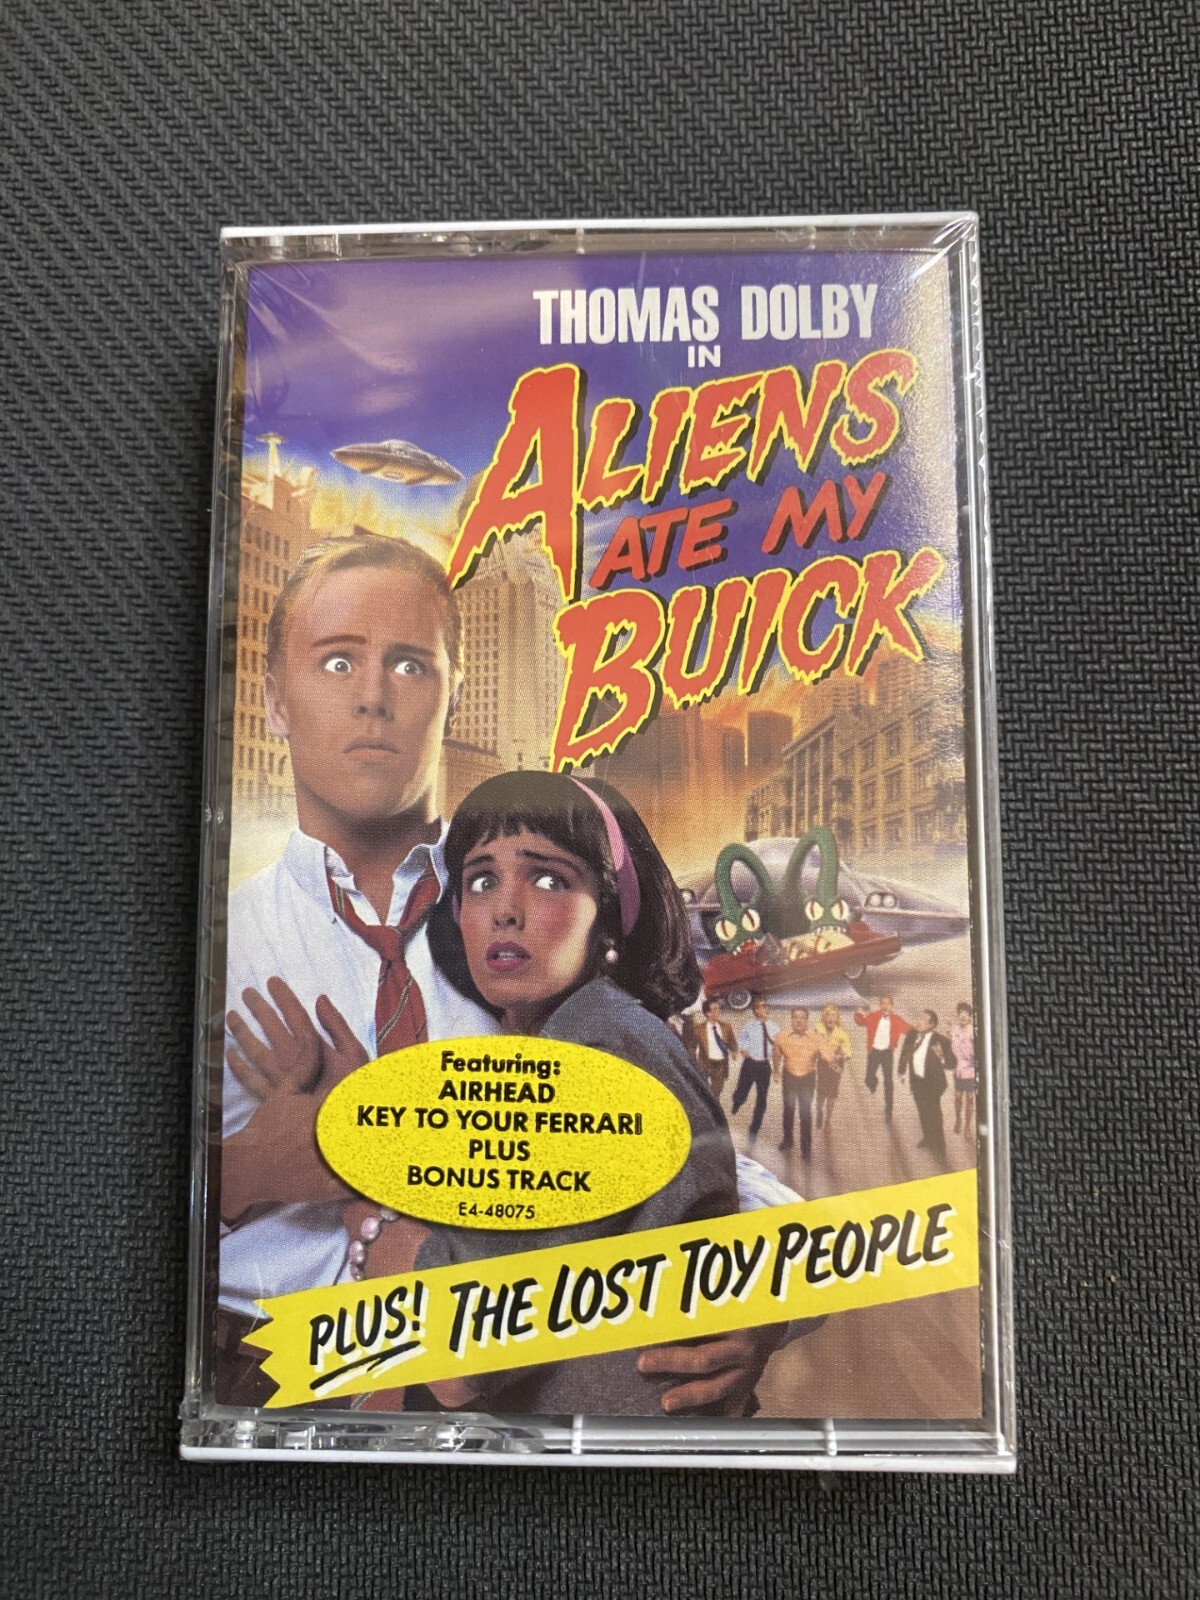 THOMAS DOLBY
IN
ALIENS
ATE MY
BUICK
Featuring:
AIRHEAD
KEY TO YOUR FERRARI
PLUS
BONUS TRACK
E4-48075
PLUS! THE LOST TOY PEOPLE